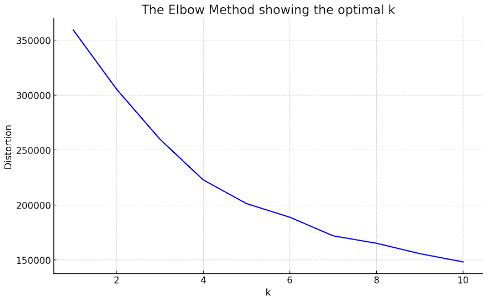 The Elbow Method showing the optimal k
350000
300000
250000
200000
150000
Distortion
2 4 6 8 10
k